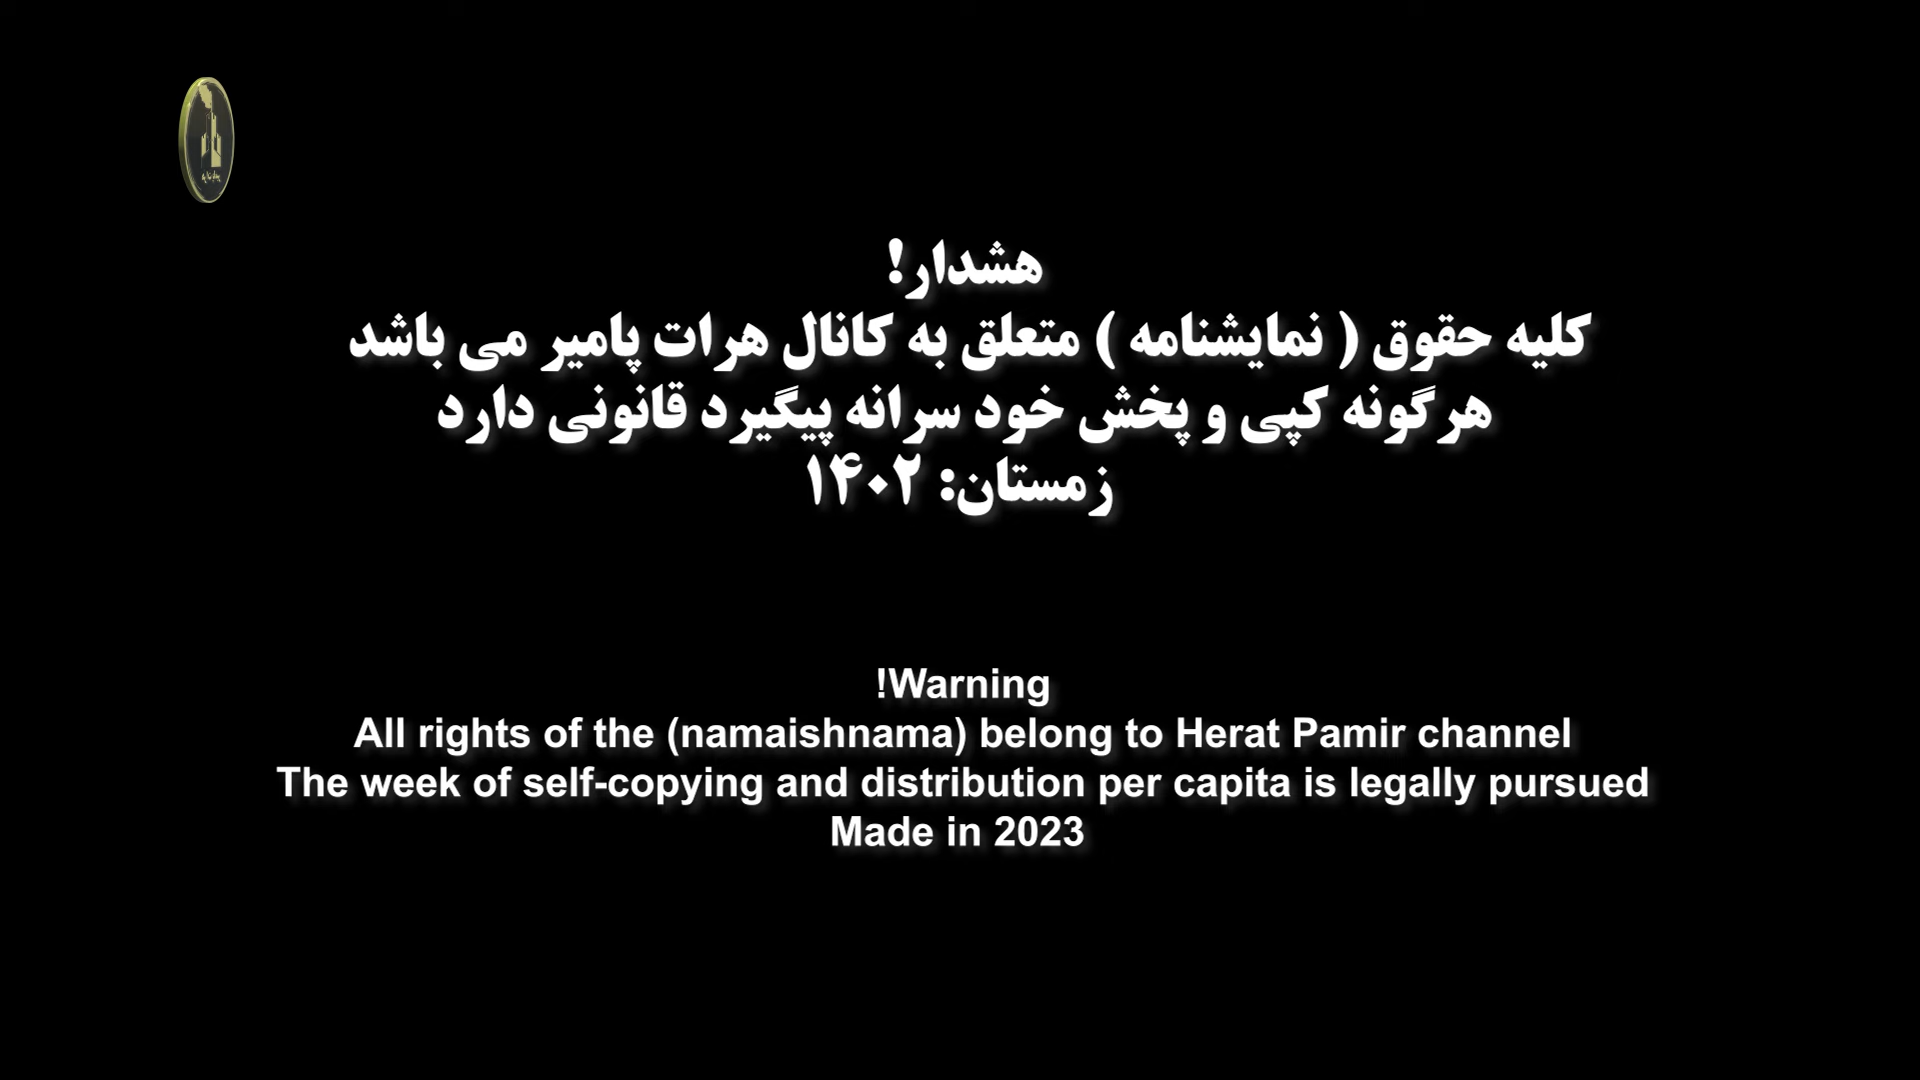 هشدار!
کلیه حقوق ( نمایشنامه ) متعلق به کانال هرات پامیر می باشد
هرگونه کپی و پخش خود سرانه پیگیرد قانونی دارد
زمستان: ۱۴۰۲
!Warning
All rights of the (namaishnama) belong to Herat Pamir channel
The week of self-copying and distribution per capita is legally pursued
Made in 2023